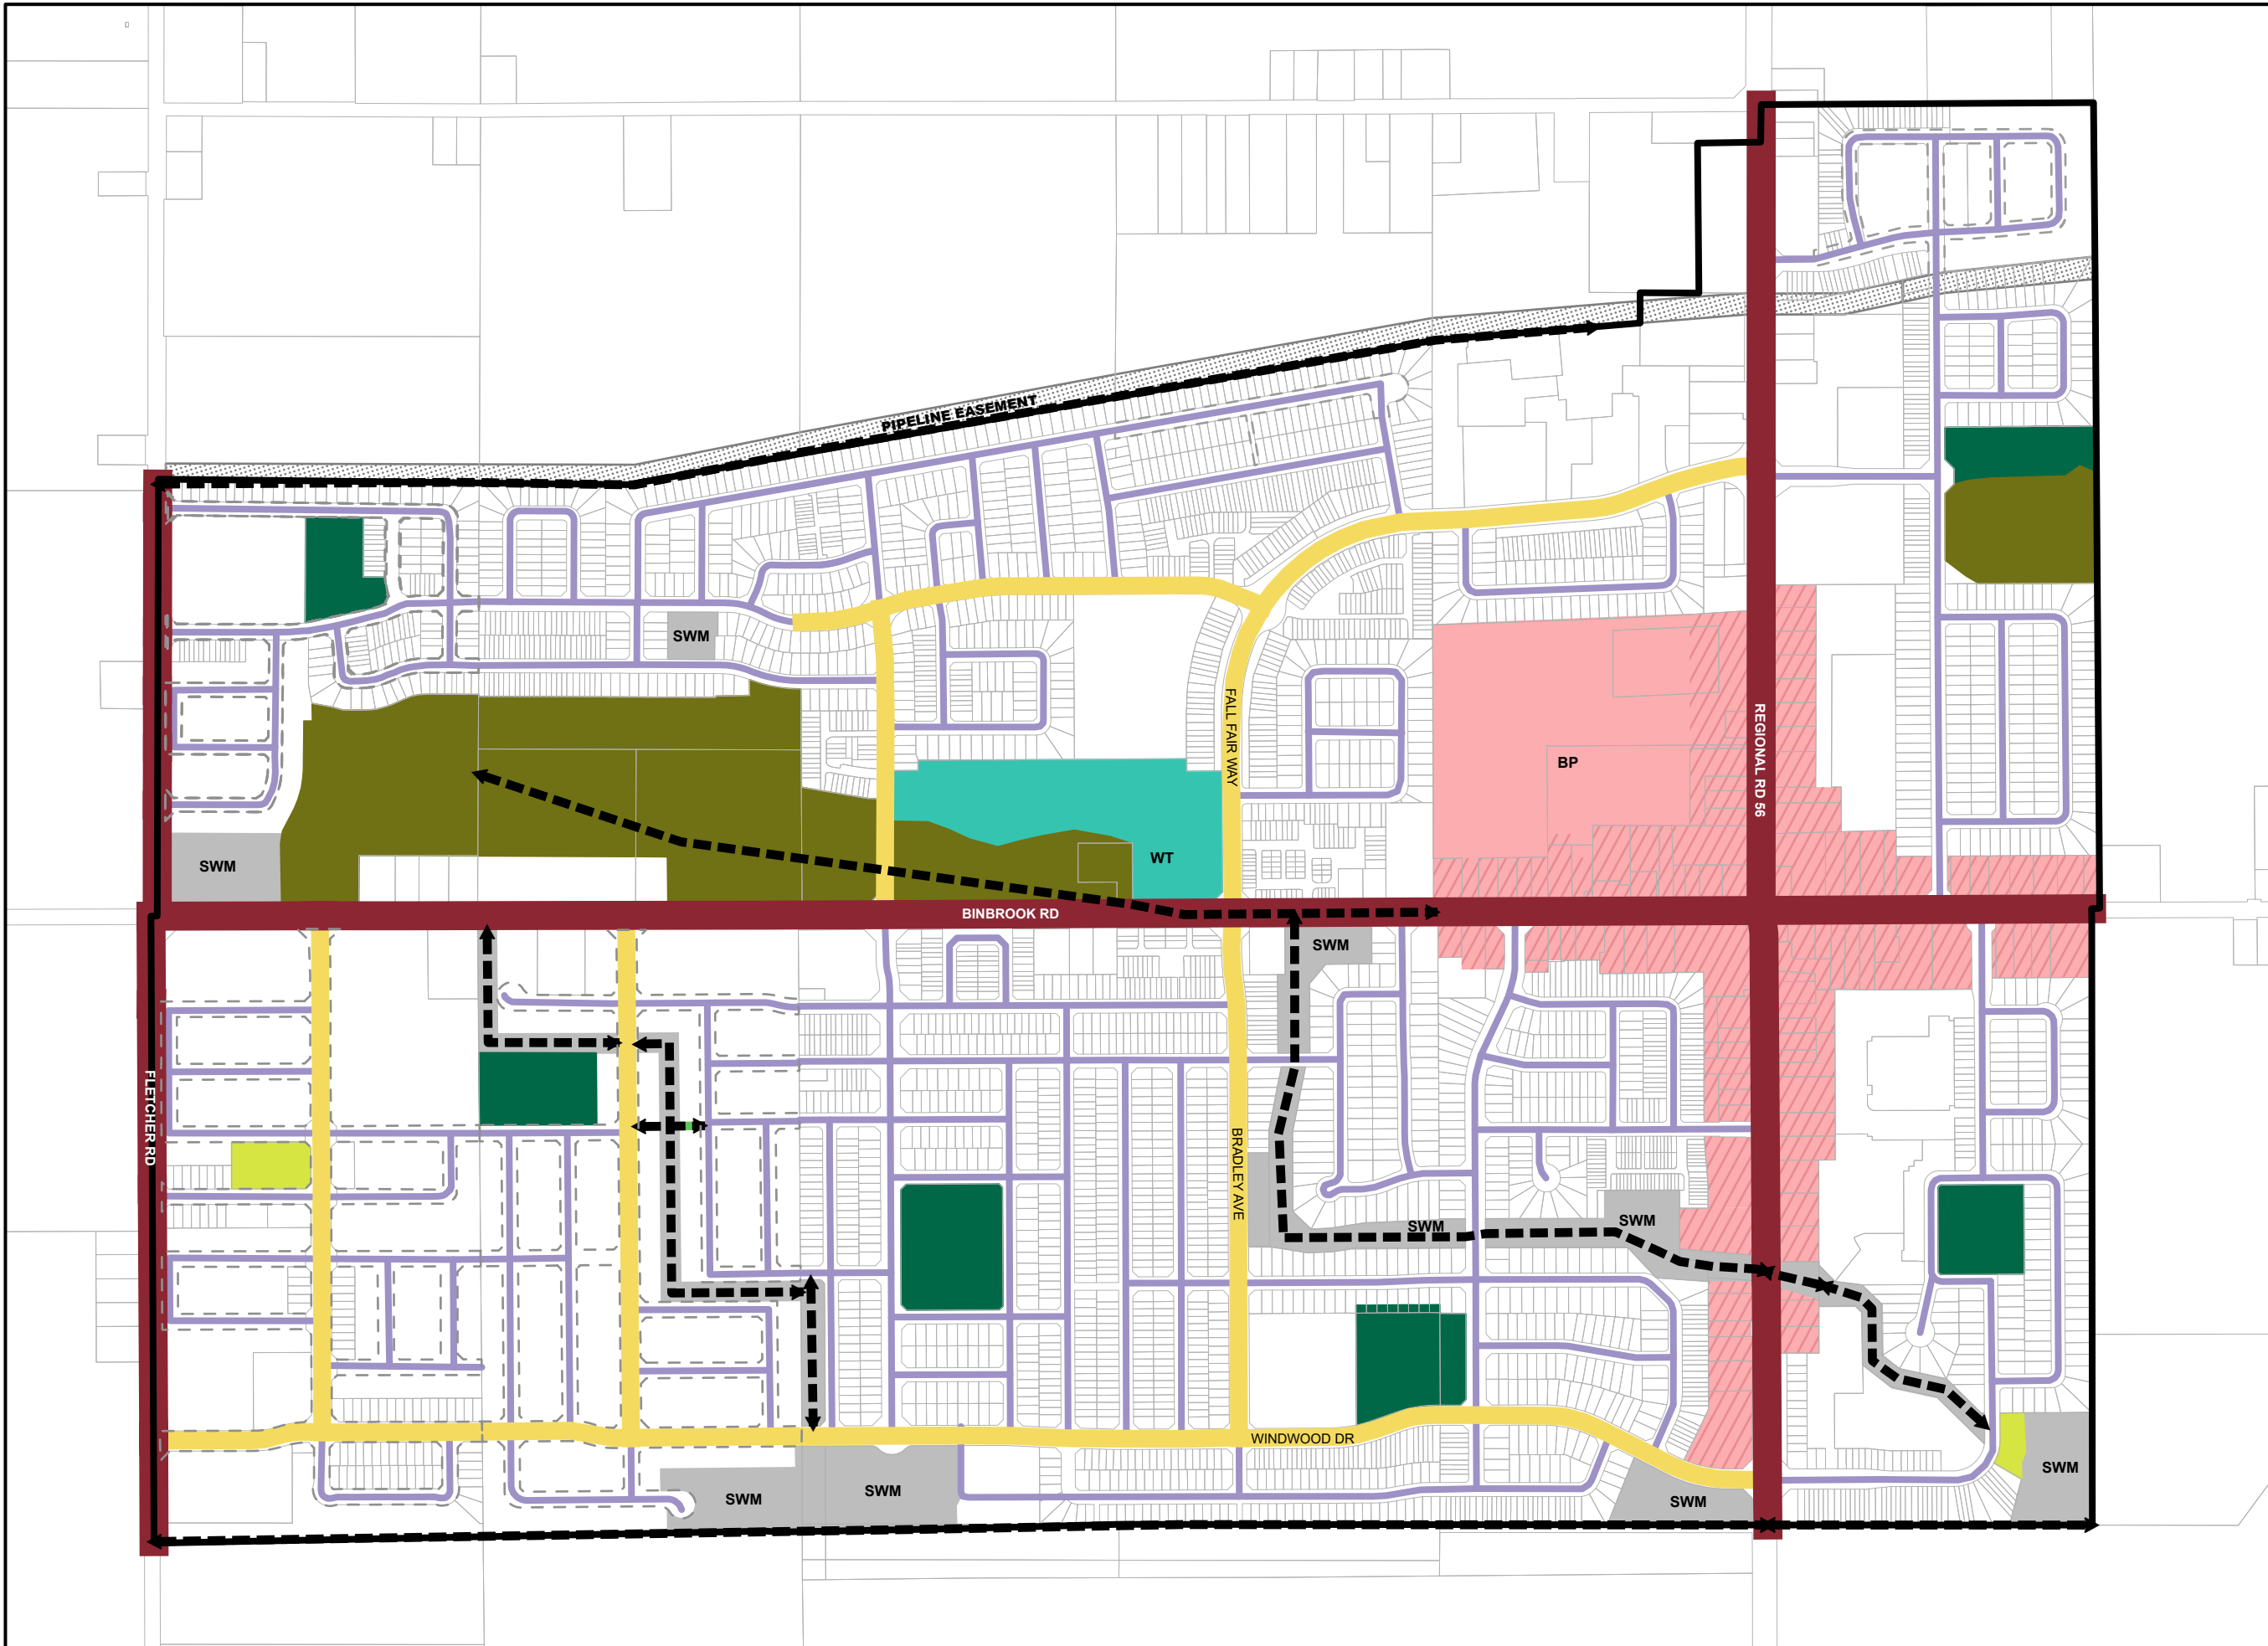 PIPELINE EASEMENT
SWM
FALL FAIR WAY
REGIONAL RD 56
BP
WT
SWM
BINBROOK RD
SWM
FLETCHER RD
BRADLEY AVE
SWM
SWM
WINDWOOD DR
SWM
SWM
SWM
SWM